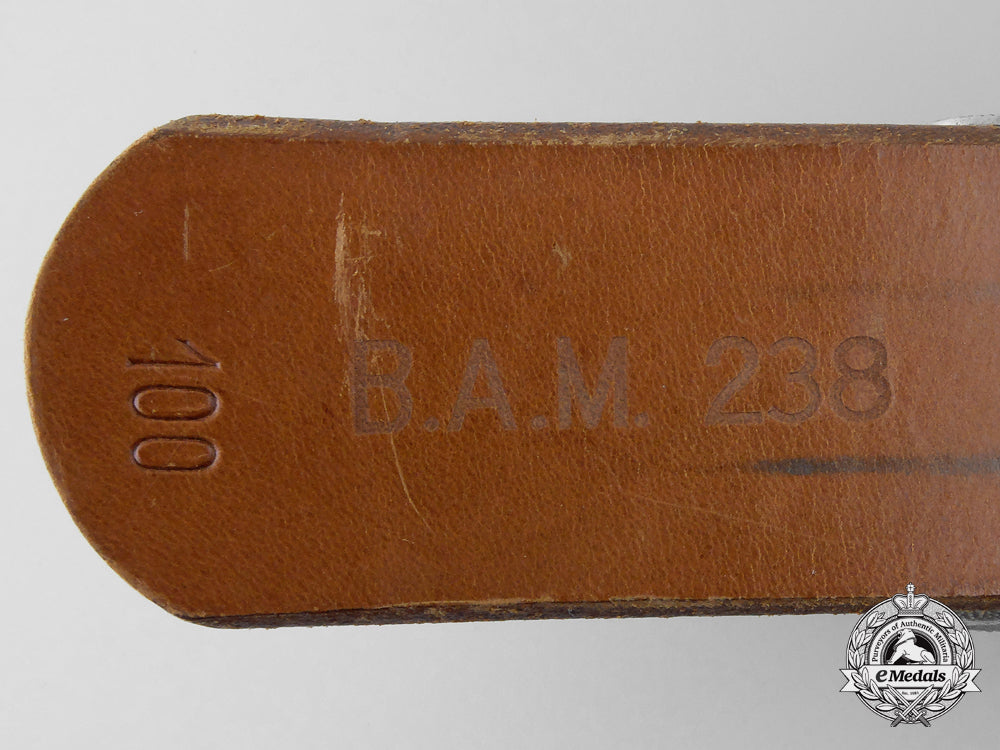 100
B.A.M. 238
Purveyors of Authentic Militaria
eMedals